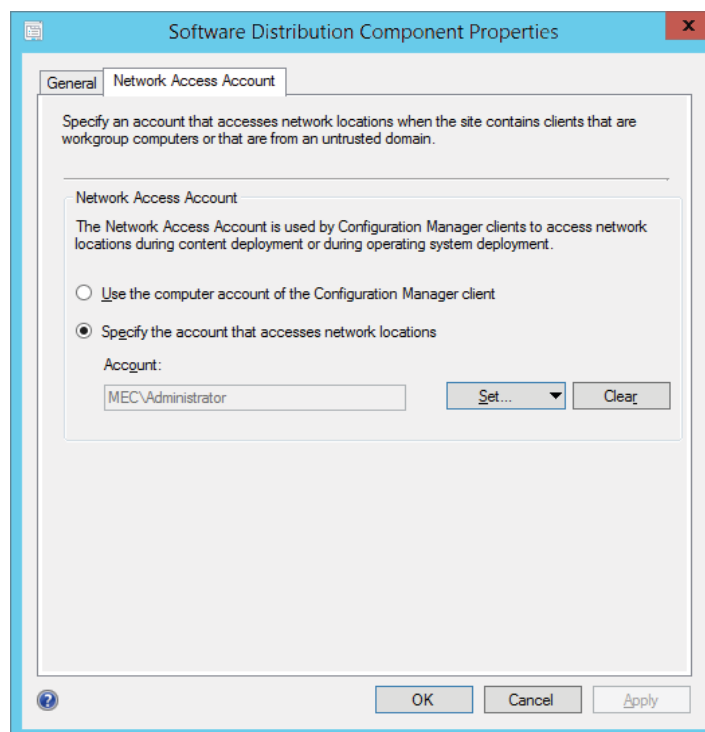 Software Distribution Component Properties
x
General
Network Access Account
Specify an account that accesses network locations when the site contains clients that are
workgroup computers or that are from an untrusted domain.
Network Access Account
The Network Access Account is used by Configuration Manager clients to access network
locations during content deployment or during operating system deployment.
Use the computer account of the Configuration Manager client
Specify the account that accesses network locations
Account:
MEC\Administrator
Set...
Clear
?
OK
Cancel
Apply